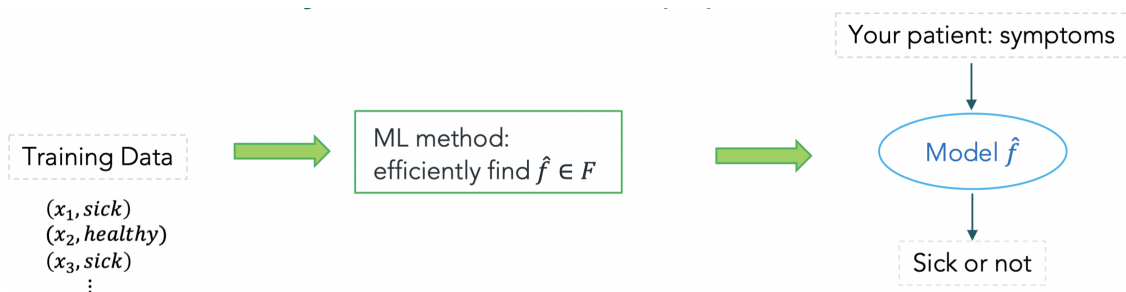 Your patient: symptoms
Training Data
(x₁, sick)
(x₂, healthy)
(x₃, sick)
⋮
ML method:
efficiently find f̂ ∈ F
Model f̂
Sick or not